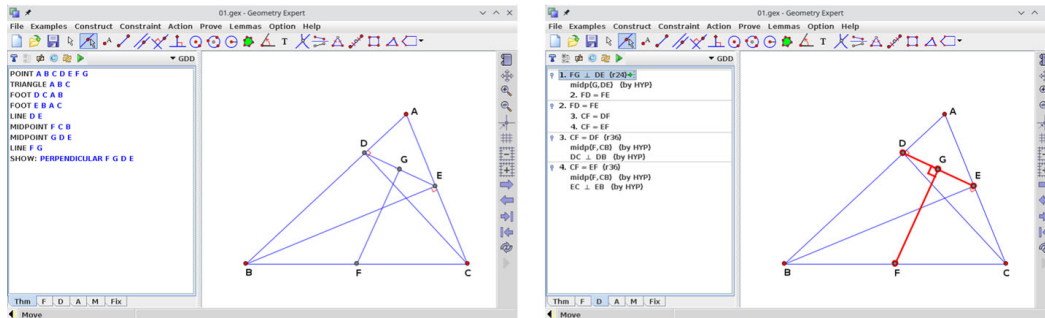 01.gex - Geometry Expert
File Examples Construct Constraint Action Prove Lemmas Option Help
GDD
POINT A B C D E F G
TRIANGLE A B C
FOOT D C A B
FOOT E B A C
LINE D E
MIDPOINT F C B
MIDPOINT G D E
LINE F G
SHOW: PERPENDICULAR F G D E
A
D
G
E
B
F
C
Thm F D A M Fix
Move
01.gex - Geometry Expert
File Examples Construct Constraint Action Prove Lemmas Option Help
GDD
1. FG ⊥ DE (r24)
midp(G,DE) (by HYP)
2. FD = FE
2. FD = FE
3. CF = DF
4. CF = EF
3. CF = DF (r36)
midp(F,CB) (by HYP)
DC ⊥ DB (by HYP)
4. CF = EF (r36)
midp(F,CB) (by HYP)
EC ⊥ EB (by HYP)
A
D
G
E
B
F
C
Thm F D A M Fix
Move